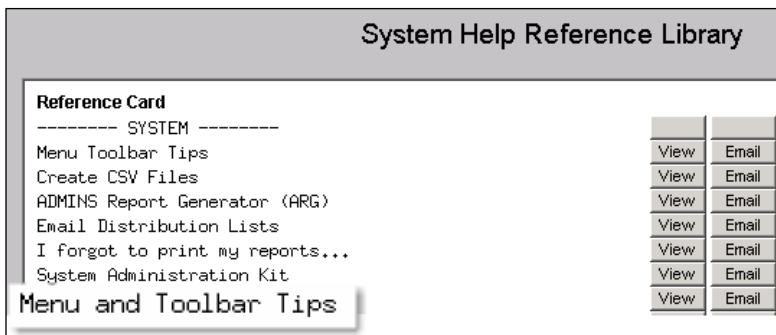 System Help Reference Library
Reference Card
-------- SYSTEM --------
Menu Toolbar Tips View Email
Create CSV Files View Email
ADMINS Report Generator (ARG) View Email
Email Distribution Lists View Email
I forgot to print my reports... View Email
System Administration Kit View Email
Menu and Toolbar Tips View Email